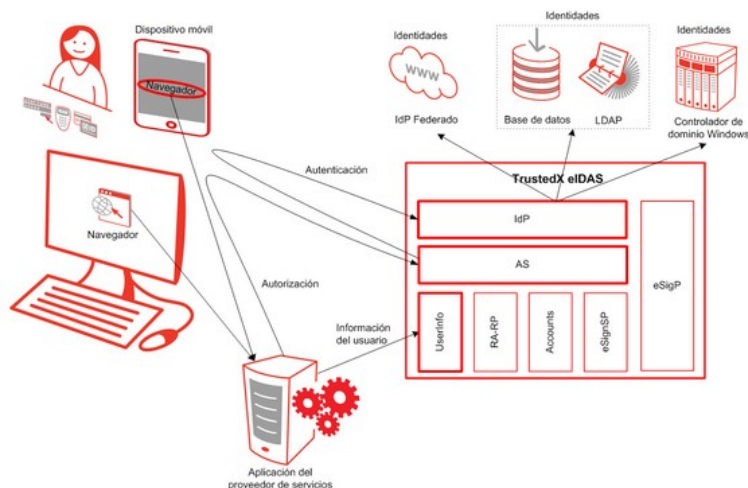 Dispositivo móvil
Navegador
Navegador
Identidades
WWW
IdP Federado
Identidades
Base de datos
LDAP
Identidades
Controlador de
dominio Windows
Autenticación
Autorización
Información
del usuario
TrustedX eIDAS
IdP
AS
UserInfo
RA-RP
Accounts
eSignSP
eSigP
Aplicación del
proveedor de servicios